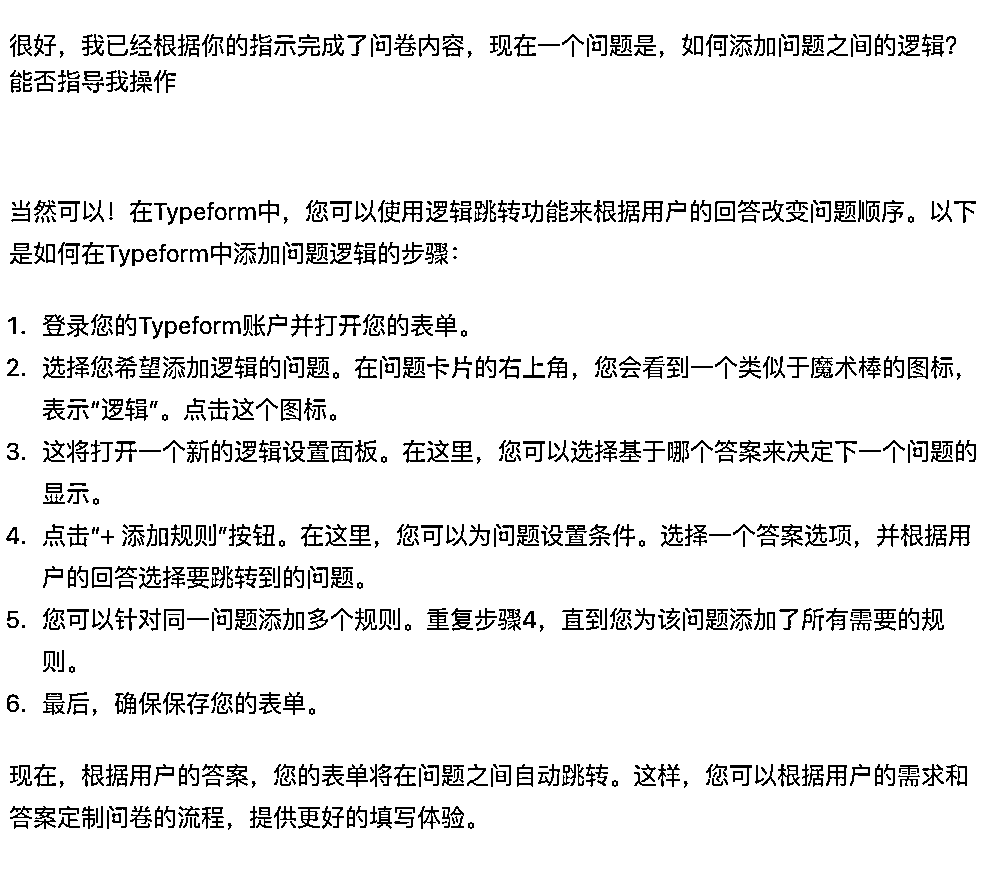 很好，我已经根据你的指示完成了问卷内容，现在一个问题是，如何添加问题之间的逻辑？
能否指导我操作
当然可以！在Typeform中，您可以使用逻辑跳转功能来根据用户的回答改变问题顺序。以下
是如何在Typeform中添加问题逻辑的步骤：
1. 登录您的Typeform账户并打开您的表单。
2. 选择您希望添加逻辑的问题。在问题卡片的右上角，您会看到一个类似于魔术棒的图标，
表示“逻辑”。点击这个图标。
3. 这将打开一个新的逻辑设置面板。在这里，您可以选择基于哪个答案来决定下一个问题的
显示。
4. 点击“+ 添加规则”按钮。在这里，您可以为问题设置条件。选择一个答案选项，并根据用
户的回答选择要跳转到的问题。
5. 您可以针对同一问题添加多个规则。重复步骤4，直到您为该问题添加了所有需要的规
则。
6. 最后，确保保存您的表单。
现在，根据用户的答案，您的表单将在问题之间自动跳转。这样，您可以根据用户的需求和
答案定制问卷的流程，提供更好的填写体验。